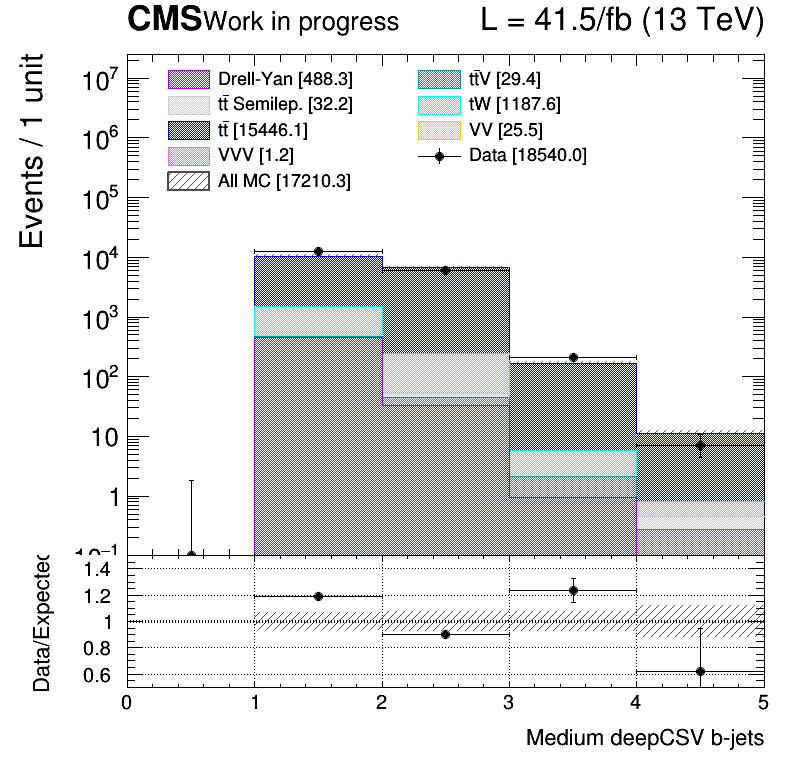 CMS Work in progress L = 41.5/fb (13 TeV)
Events / 1 unit
10⁷
10⁶
10⁵
10⁴
10³
10²
10
1
10⁻¹
Drell-Yan [488.3]
tt̄ Semilep. [32.2]
tt̄ [15446.1]
VVV [1.2]
All MC [17210.3]
tt̄V [29.4]
tW [1187.6]
VV [25.5]
Data [18540.0]
Data/Expected
1.4
1.2
1
0.8
0.6
0 1 2 3 4 5
Medium deepCSV b-jets